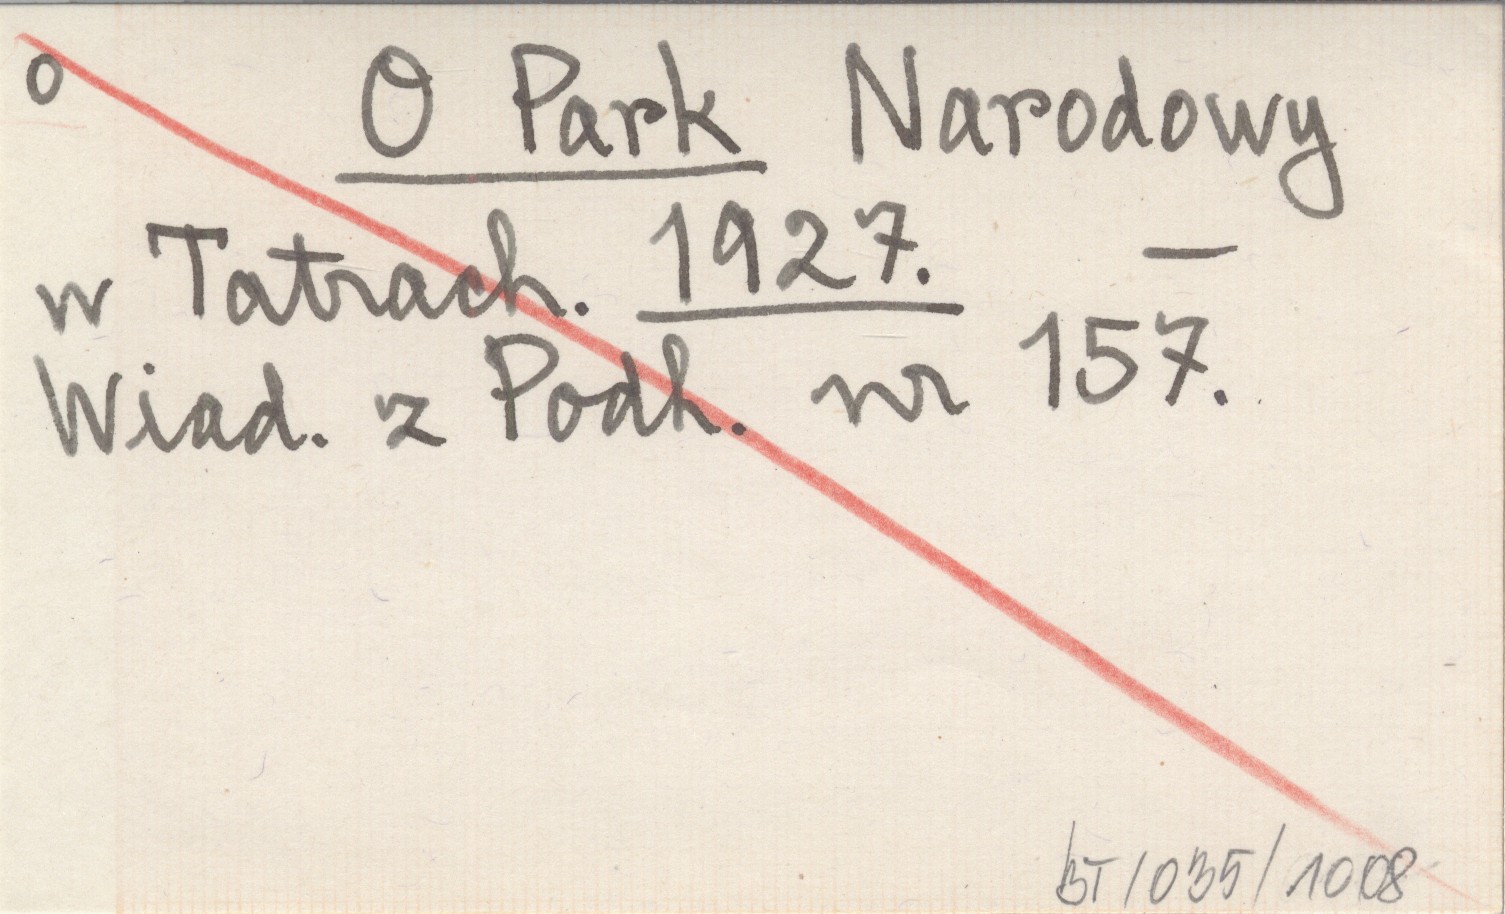 o
O Park Narodowy
w Tatrach. 1927. —
Wiad. z Podh. nr 157.
BT/035/1008